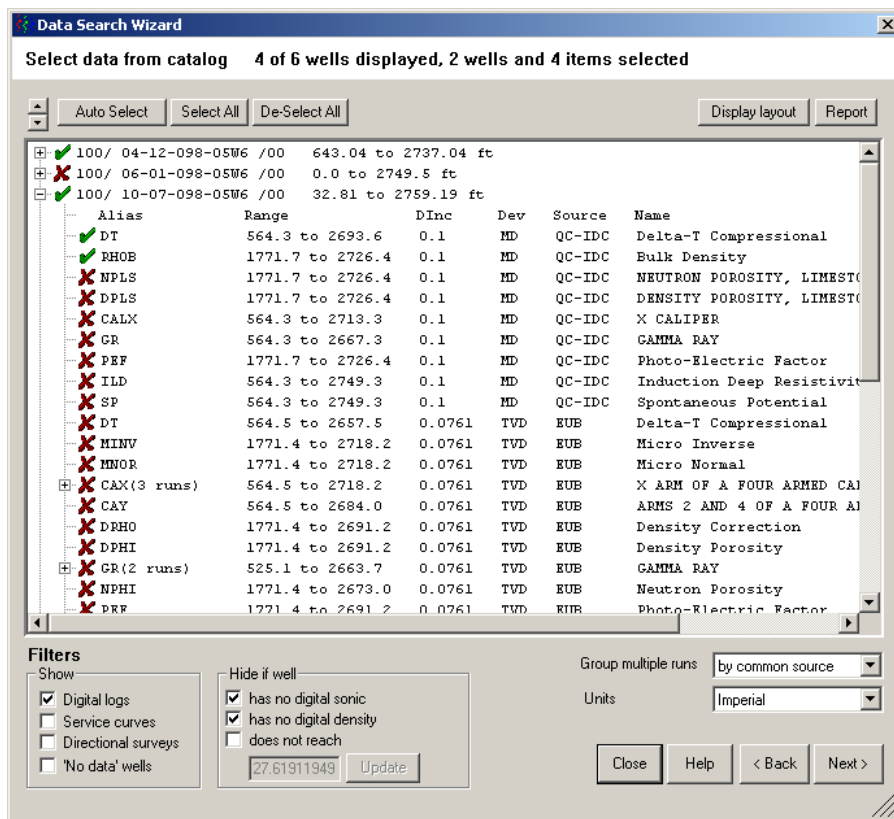 Data Search Wizard
Select data from catalog 4 of 6 wells displayed, 2 wells and 4 items selected
Auto Select Select All De-Select All Display layout Report
100/ 04-12-098-05W6 /00 643.04 to 2737.04 ft
100/ 06-01-098-05W6 /00 0.0 to 2749.5 ft
100/ 10-07-098-05W6 /00 32.81 to 2759.19 ft
Alias Range DInc Dev Source Name
DT 564.3 to 2693.6 0.1 MD QC-IDC Delta-T Compressional
RHOB 1771.7 to 2726.4 0.1 MD QC-IDC Bulk Density
NPLS 1771.7 to 2726.4 0.1 MD QC-IDC NEUTRON POROSITY, LIMESTO
DPLS 1771.7 to 2726.4 0.1 MD QC-IDC DENSITY POROSITY, LIMESTO
CALX 564.3 to 2713.3 0.1 MD QC-IDC X CALIPER
GR 564.3 to 2667.3 0.1 MD QC-IDC GAMMA RAY
PEF 1771.7 to 2726.4 0.1 MD QC-IDC Photo-Electric Factor
ILD 564.3 to 2749.3 0.1 MD QC-IDC Induction Deep Resistivit
SP 564.3 to 2749.3 0.1 MD QC-IDC Spontaneous Potential
DT 564.5 to 2657.5 0.0761 TVD EUB Delta-T Compressional
MINV 1771.4 to 2718.2 0.0761 TVD EUB Micro Inverse
MNOR 1771.4 to 2718.2 0.0761 TVD EUB Micro Normal
CAX(3 runs) 564.5 to 2718.2 0.0761 TVD EUB X ARM OF A FOUR ARMED CAI
CAY 564.5 to 2684.0 0.0761 TVD EUB ARMS 2 AND 4 OF A FOUR AI
DRHO 1771.4 to 2691.2 0.0761 TVD EUB Density Correction
DPHI 1771.4 to 2691.2 0.0761 TVD EUB Density Porosity
GR(2 runs) 525.1 to 2663.7 0.0761 TVD EUB GAMMA RAY
NPHI 1771.4 to 2673.0 0.0761 TVD EUB Neutron Porosity
PEF 1771.4 to 2691.2 0.0761 TVD EUB Photo-Electric Factor
Filters
Show
Digital logs
Service curves
Directional surveys
'No data' wells
Hide if well
has no digital sonic
has no digital density
does not reach
27.61911949 Update
Group multiple runs by common source
Units Imperial
Close Help < Back Next >